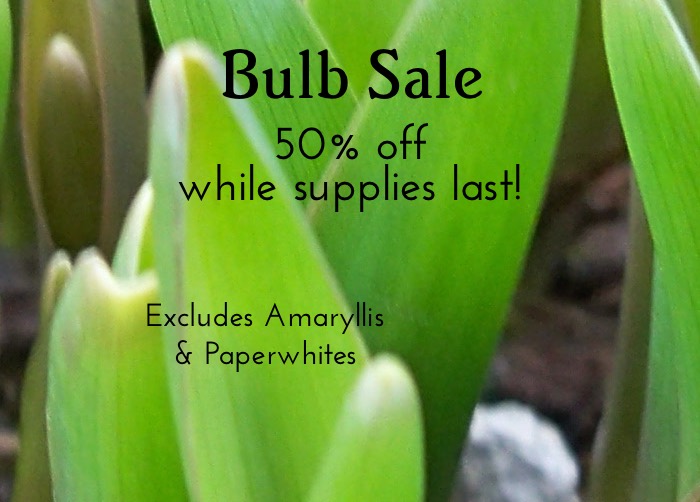 Bulb Sale
50% off
while supplies last!
Excludes Amaryllis
& Paperwhites